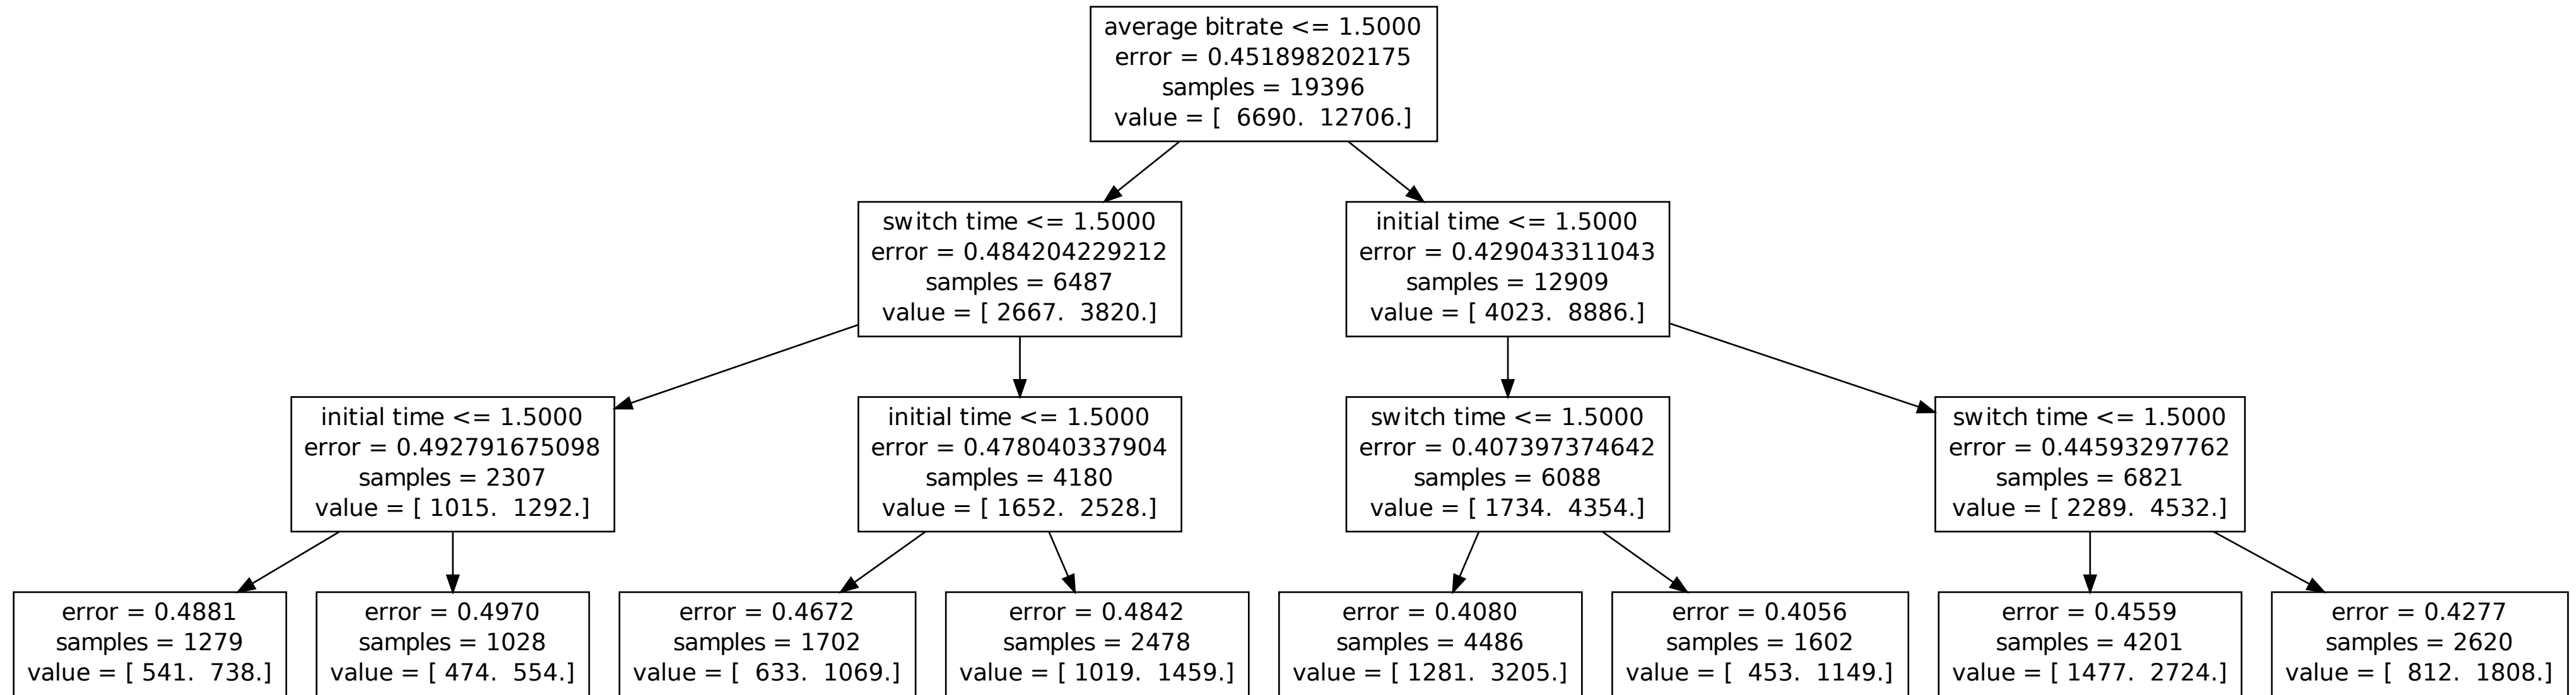 average bitrate <= 1.5000
error = 0.451898202175
samples = 19396
value = [  6690.  12706.]
switch time <= 1.5000
error = 0.484204229212
samples = 6487
value = [ 2667.  3820.]
initial time <= 1.5000
error = 0.429043311043
samples = 12909
value = [ 4023.  8886.]
initial time <= 1.5000
error = 0.492791675098
samples = 2307
value = [ 1015.  1292.]
initial time <= 1.5000
error = 0.478040337904
samples = 4180
value = [ 1652.  2528.]
switch time <= 1.5000
error = 0.407397374642
samples = 6088
value = [ 1734.  4354.]
switch time <= 1.5000
error = 0.44593297762
samples = 6821
value = [ 2289.  4532.]
error = 0.4881
samples = 1279
value = [ 541.  738.]
error = 0.4970
samples = 1028
value = [ 474.  554.]
error = 0.4672
samples = 1702
value = [  633.  1069.]
error = 0.4842
samples = 2478
value = [ 1019.  1459.]
error = 0.4080
samples = 4486
value = [ 1281.  3205.]
error = 0.4056
samples = 1602
value = [  453.  1149.]
error = 0.4559
samples = 4201
value = [ 1477.  2724.]
error = 0.4277
samples = 2620
value = [  812.  1808.]